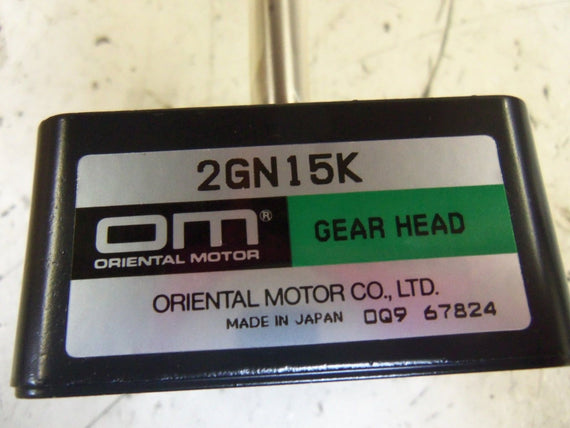 2GN15K
OM®
ORIENTAL MOTOR
GEAR HEAD
ORIENTAL MOTOR CO., LTD.
MADE IN JAPAN 0Q9 67824